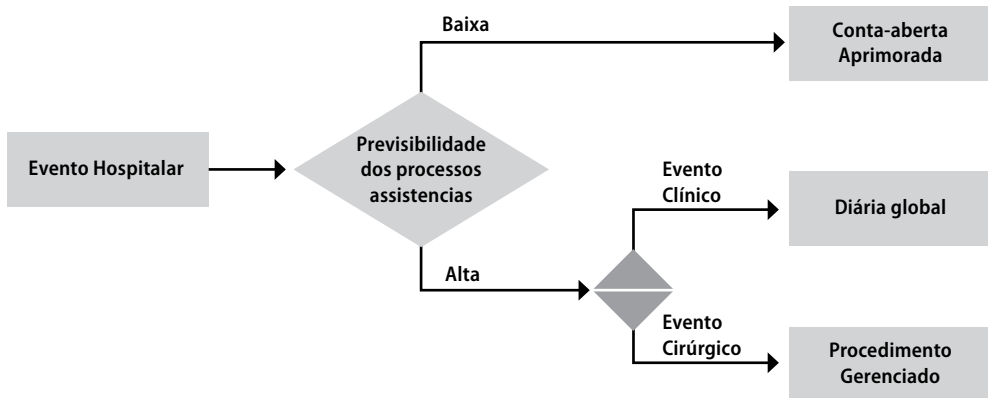 Baixa
Conta-aberta
Aprimorada
Evento Hospitalar
Previsibilidade
dos processos
assistencias
Evento
Clínico
Diária global
Alta
Evento
Cirúrgico
Procedimento
Gerenciado